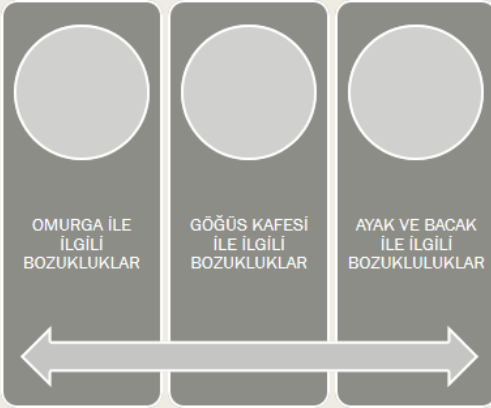 OMURGA İLE
İLGİLİ
BOZUKLUKLAR
GÖĞÜS KAFESİ
İLE İLGİLİ
BOZUKLUKLAR
AYAK VE BACAK
İLE İLGİLİ
BOZUKLULUKLAR